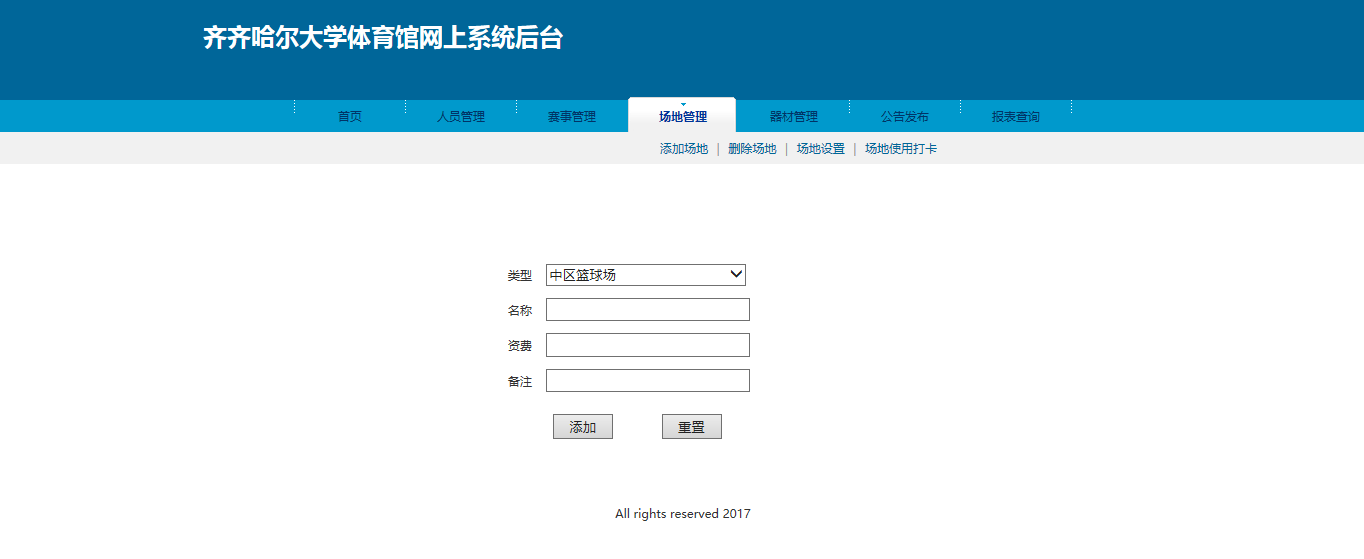 齐齐哈尔大学体育馆网上系统后台
首页 人员管理 赛事管理 场地管理 器材管理 公告发布 报表查询
添加场地 | 删除场地 | 场地设置 | 场地使用打卡
类型 中区篮球场
名称
资费
备注
添加 重置
All rights reserved 2017